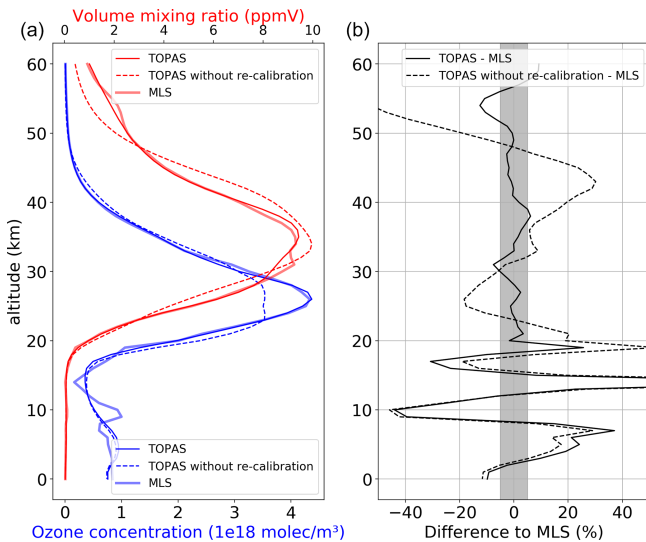 Volume mixing ratio (ppmV)
(a)
0 2 4 6 8 10
(b)
60
50
40
30
20
10
0
altitude (km)
TOPAS
TOPAS without re-calibration
MLS
TOPAS
TOPAS without re-calibration
MLS
0 1 2 3 4
Ozone concentration (1e18 molec/m³)
60
50
40
30
20
10
0
TOPAS - MLS
TOPAS without re-calibration - MLS
−40 −20 0 20 40
Difference to MLS (%)